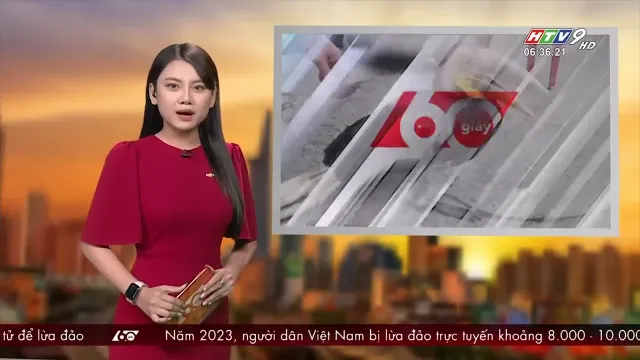 HTV9 HD
06:36:21
60 giây
tử để lừa đảo 60 Năm 2023, người dân Việt Nam bị lừa đảo trực tuyến khoảng 8.000 - 10.000